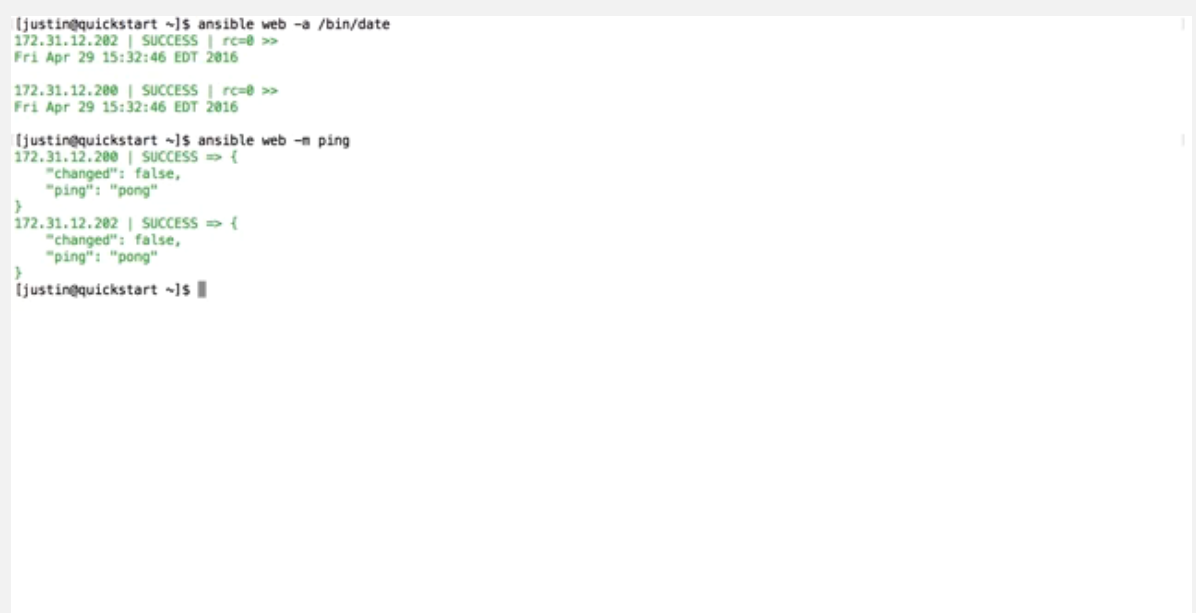 [justin@quickstart ~]$ ansible web -a /bin/date
172.31.12.202 | SUCCESS | rc=0 >>
Fri Apr 29 15:32:46 EDT 2016

172.31.12.200 | SUCCESS | rc=0 >>
Fri Apr 29 15:32:46 EDT 2016

[justin@quickstart ~]$ ansible web -m ping
172.31.12.200 | SUCCESS => {
    "changed": false,
    "ping": "pong"
}
172.31.12.202 | SUCCESS => {
    "changed": false,
    "ping": "pong"
}
[justin@quickstart ~]$